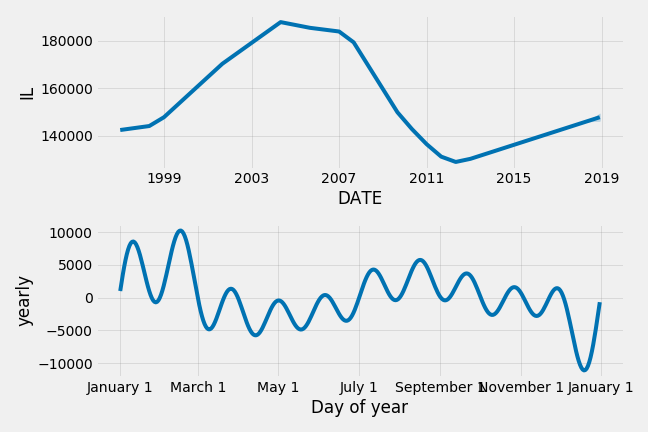 180000
160000
140000
IL
1999 2003 2007 2011 2015 2019
DATE
10000
5000
0
−5000
−10000
yearly
January 1 March 1 May 1 July 1 September 1 November 1 January 1
Day of year